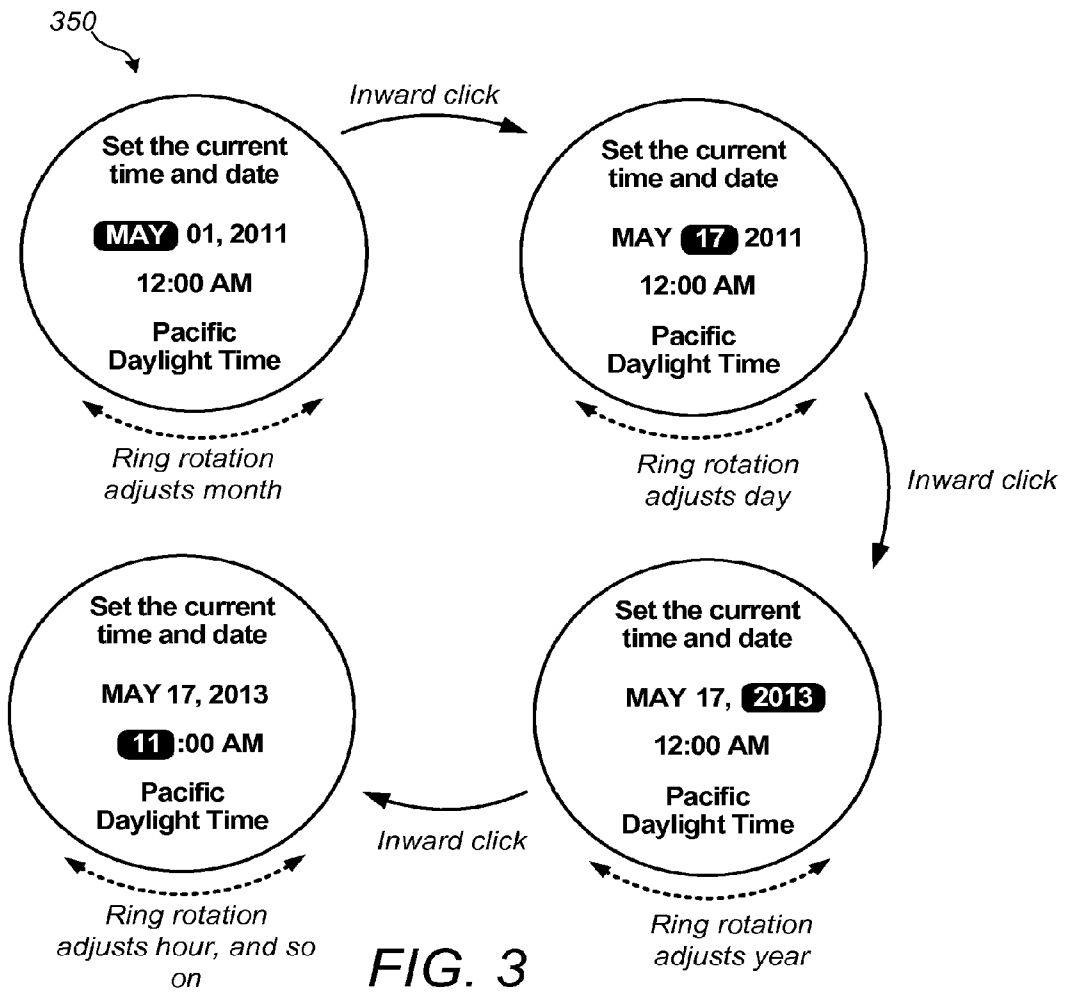 350
Inward click
Set the current
time and date
MAY 01, 2011
12:00 AM
Pacific
Daylight Time
Ring rotation
adjusts month
Set the current
time and date
MAY 17 2011
12:00 AM
Pacific
Daylight Time
Ring rotation
adjusts day
Inward click
Set the current
time and date
MAY 17, 2013
12:00 AM
Pacific
Daylight Time
Ring rotation
adjusts year
Inward click
Set the current
time and date
MAY 17, 2013
11:00 AM
Pacific
Daylight Time
Ring rotation
adjusts hour, and so
on
FIG. 3